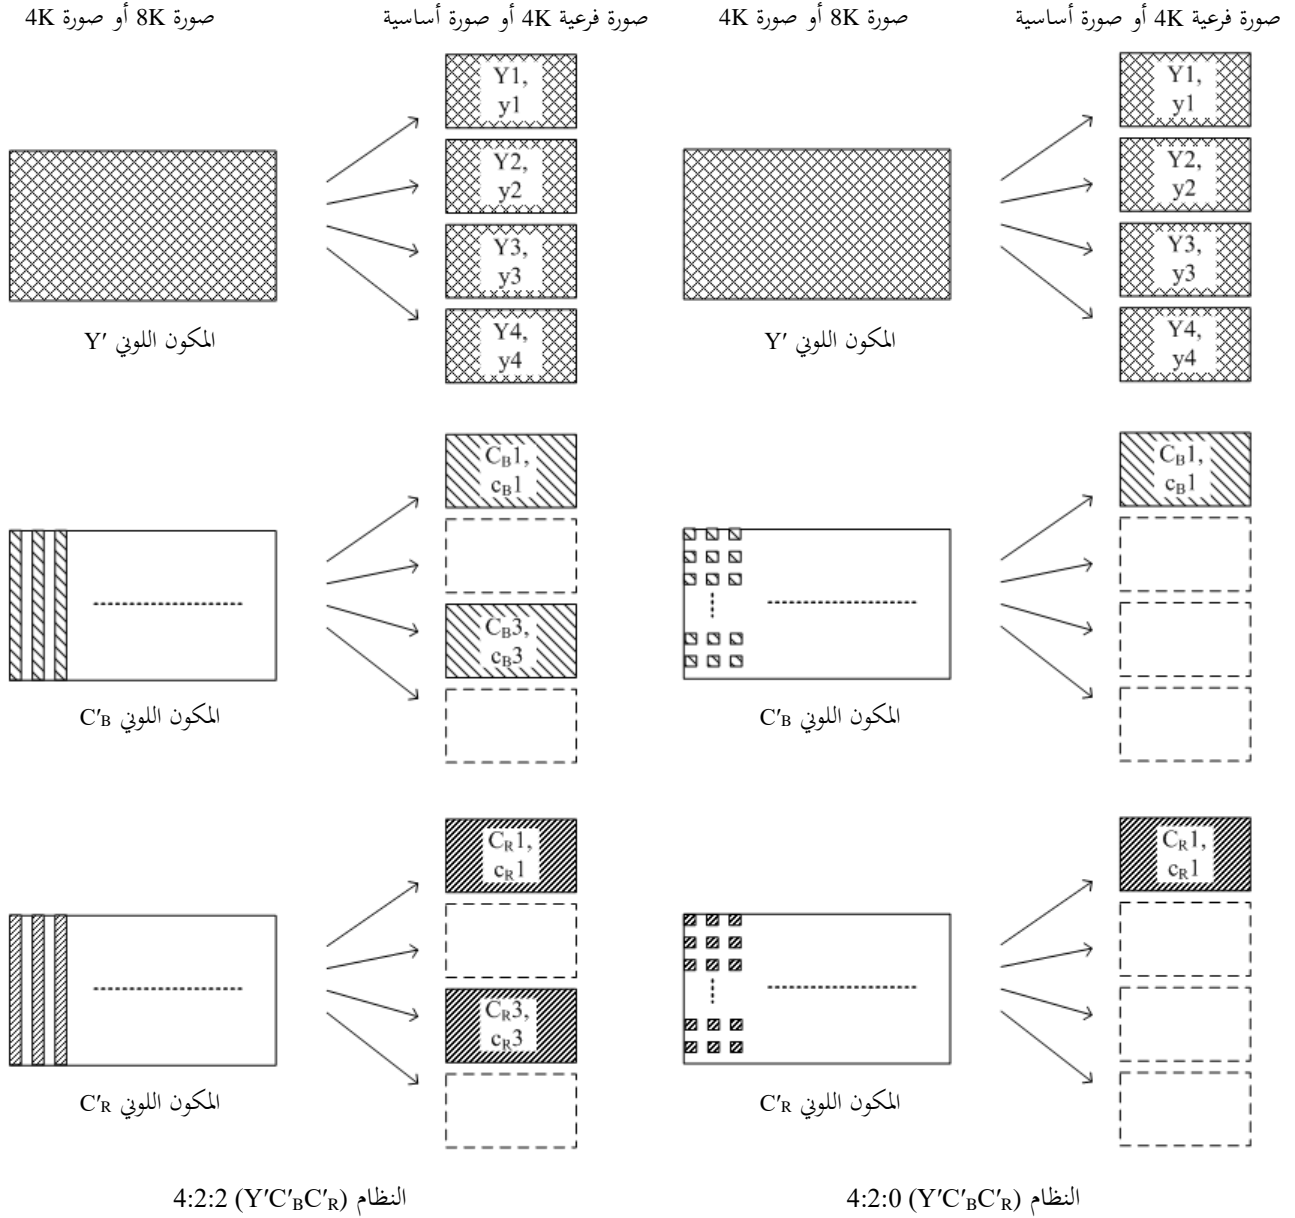 صورة 8K أو صورة 4K
صورة فرعية 4K أو صورة أساسية
صورة 8K أو صورة 4K
صورة فرعية 4K أو صورة أساسية
Y1,
y1
Y2,
y2
Y3,
y3
Y4,
y4
المكون اللوني Y′
Y1,
y1
Y2,
y2
Y3,
y3
Y4,
y4
المكون اللوني Y′
CB1,
cB1
CB3,
cB3
المكون اللوني C′B
CB1,
cB1
المكون اللوني C′B
CR1,
cR1
CR3,
cR3
المكون اللوني C′R
CR1,
cR1
المكون اللوني C′R
النظام 4:2:2 (Y′C′BC′R)
النظام 4:2:0 (Y′C′BC′R)